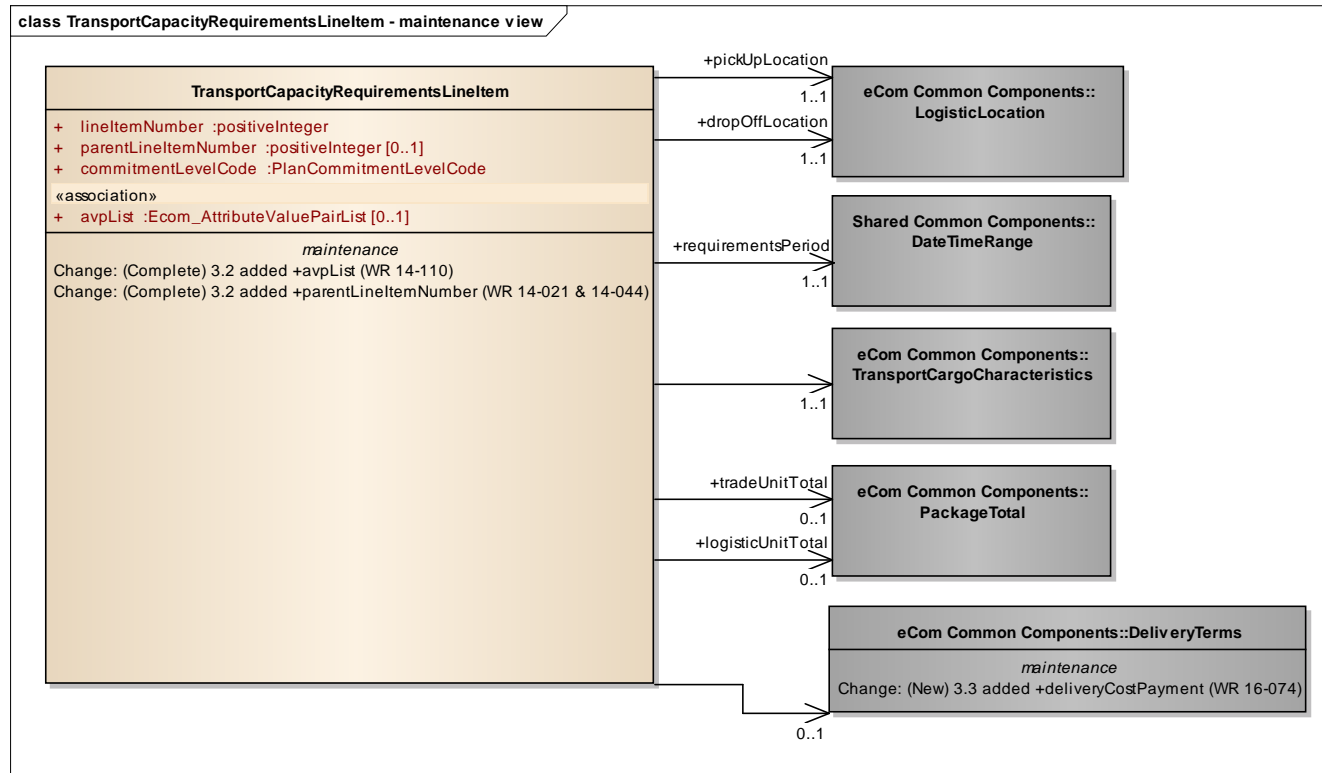 class TransportCapacityRequirementsLineItem - maintenance view
TransportCapacityRequirementsLineItem
+ lineItemNumber :positiveInteger
+ parentLineItemNumber :positiveInteger [0..1]
+ commitmentLevelCode :PlanCommitmentLevelCode
«association»
+ avpList :Ecom_AttributeValuePairList [0..1]
maintenance
Change: (Complete) 3.2 added +avpList (WR 14-110)
Change: (Complete) 3.2 added +parentLineItemNumber (WR 14-021 & 14-044)
+pickUpLocation
1..1
+dropOffLocation
1..1
eCom Common Components::
LogisticLocation
+requirementsPeriod
1..1
Shared Common Components::
DateTimeRange
1..1
eCom Common Components::
TransportCargoCharacteristics
+tradeUnitTotal
0..1
+logisticUnitTotal
0..1
eCom Common Components::
PackageTotal
0..1
eCom Common Components::DeliveryTerms
maintenance
Change: (New) 3.3 added +deliveryCostPayment (WR 16-074)